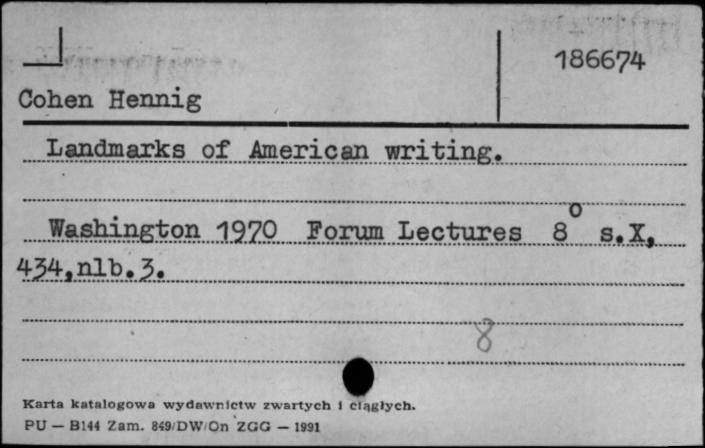 186674
Cohen Hennig
Landmarks of American writing.
Washington 1970 Forum Lectures 8° s.X,
434,nlb.3.
8
Karta katalogowa wydawnictw zwartych i ciągłych.
PU — B144 Zam. 849/DW/On ZGG — 1991